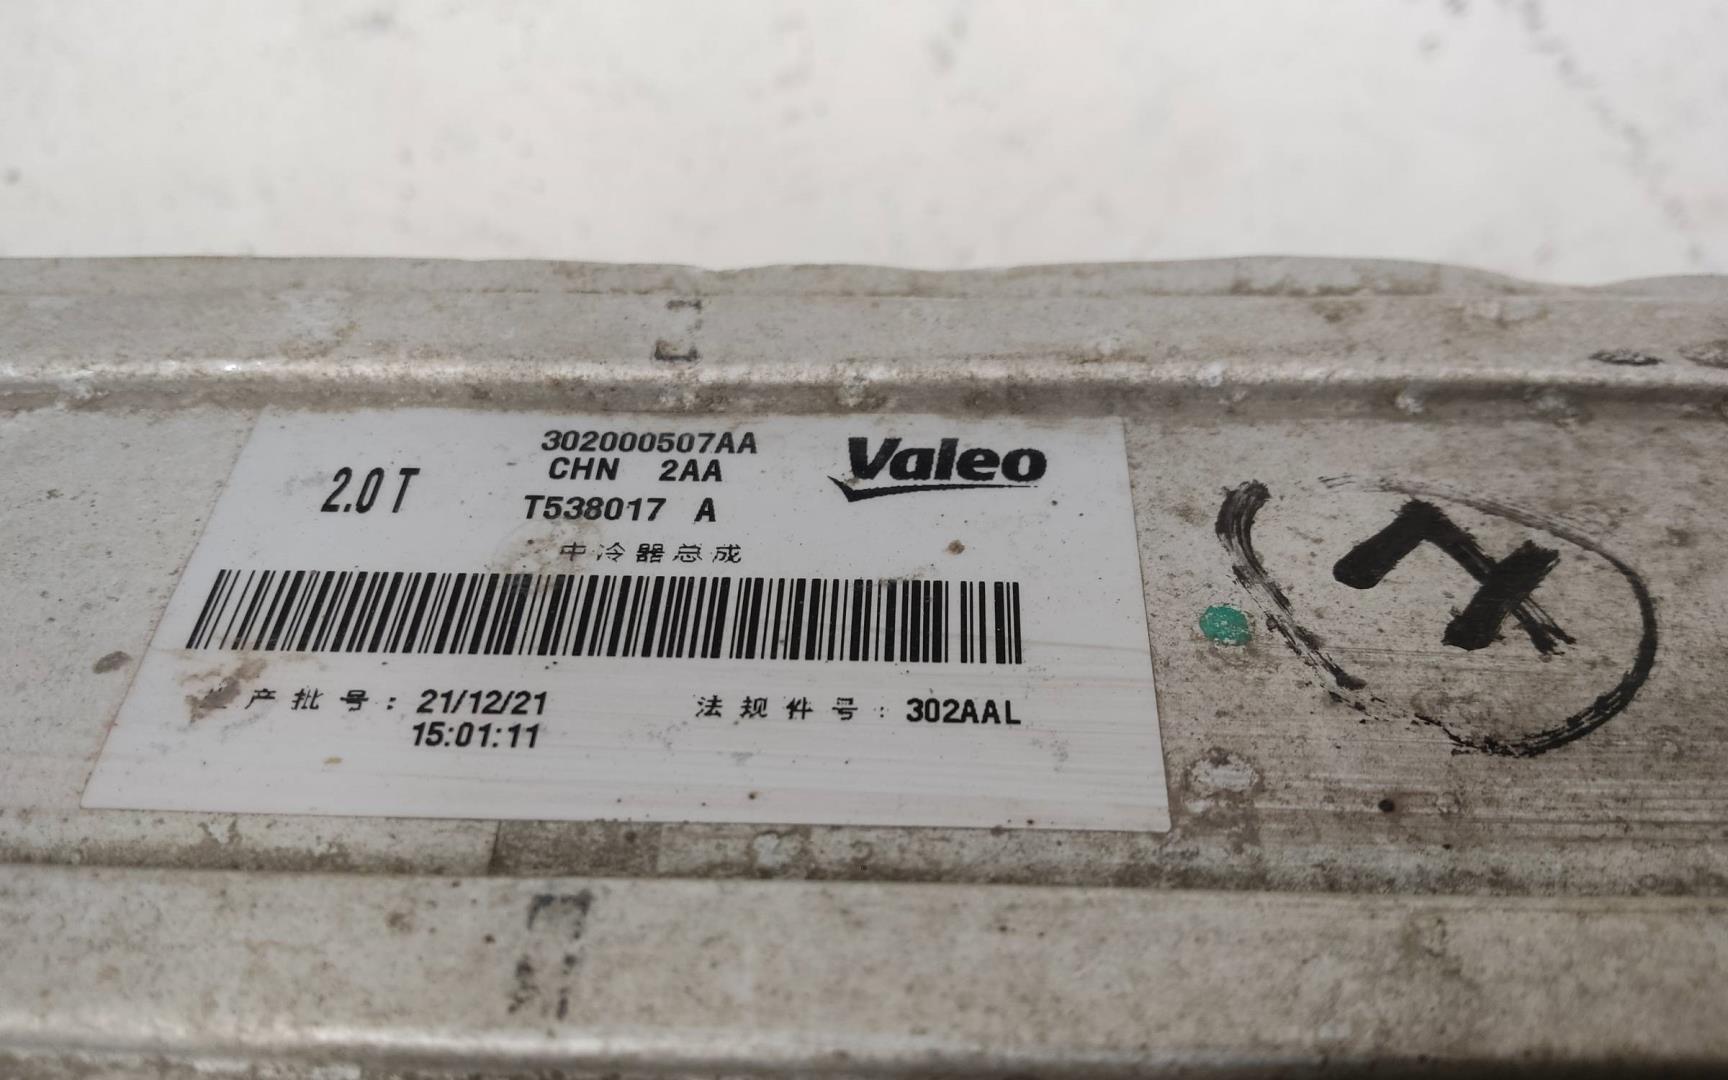 302000507AA
CHN 2AA
2.0 T
Valeo
T538017 A
中冷器总成
产批号: 21/12/21
15:01:11
法规件号: 302AAL